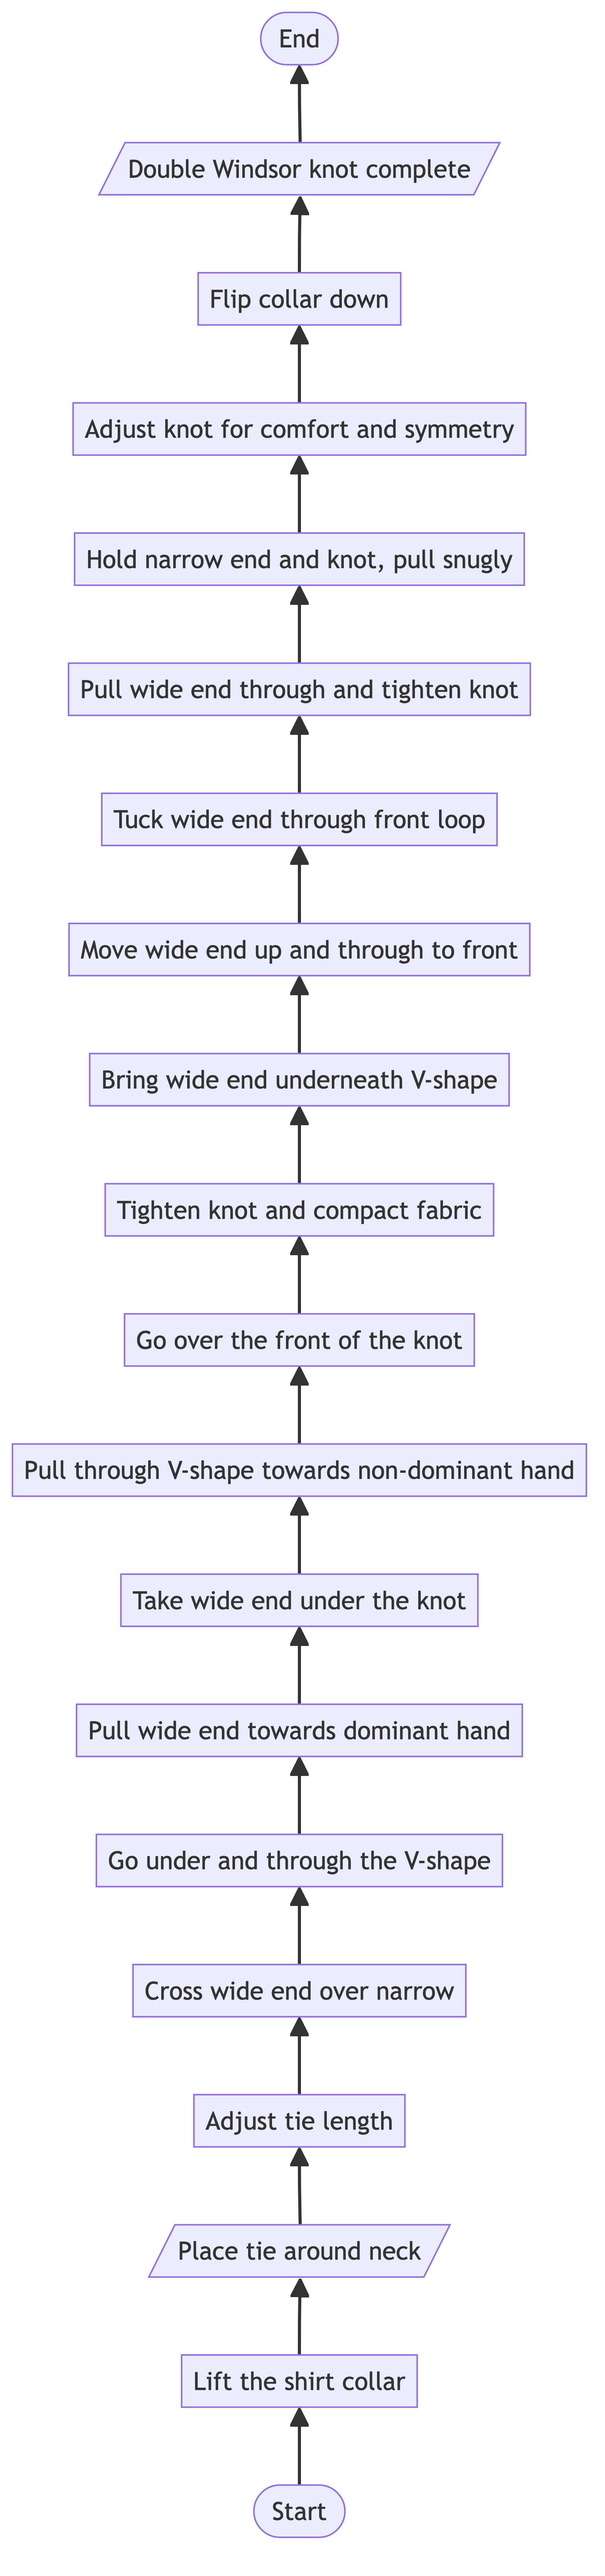 End
Double Windsor knot complete
Flip collar down
Adjust knot for comfort and symmetry
Hold narrow end and knot, pull snugly
Pull wide end through and tighten knot
Tuck wide end through front loop
Move wide end up and through to front
Bring wide end underneath V-shape
Tighten knot and compact fabric
Go over the front of the knot
Pull through V-shape towards non-dominant hand
Take wide end under the knot
Pull wide end towards dominant hand
Go under and through the V-shape
Cross wide end over narrow
Adjust tie length
Place tie around neck
Lift the shirt collar
Start